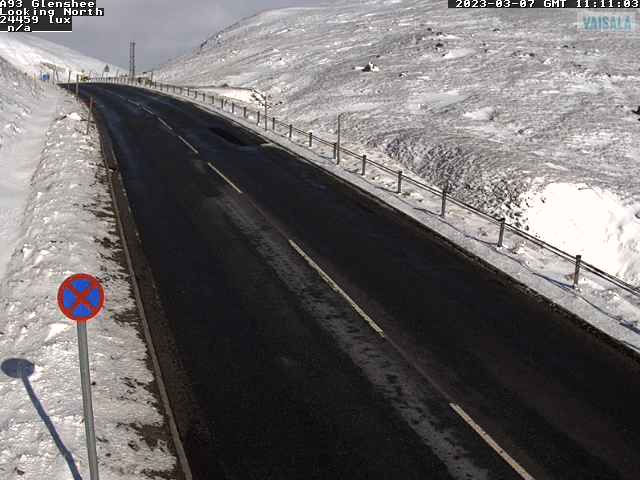 A93 Glenshee
Looking North
24459 lux
n/a
2023-03-07 GMT 11:11:03
VAISALA